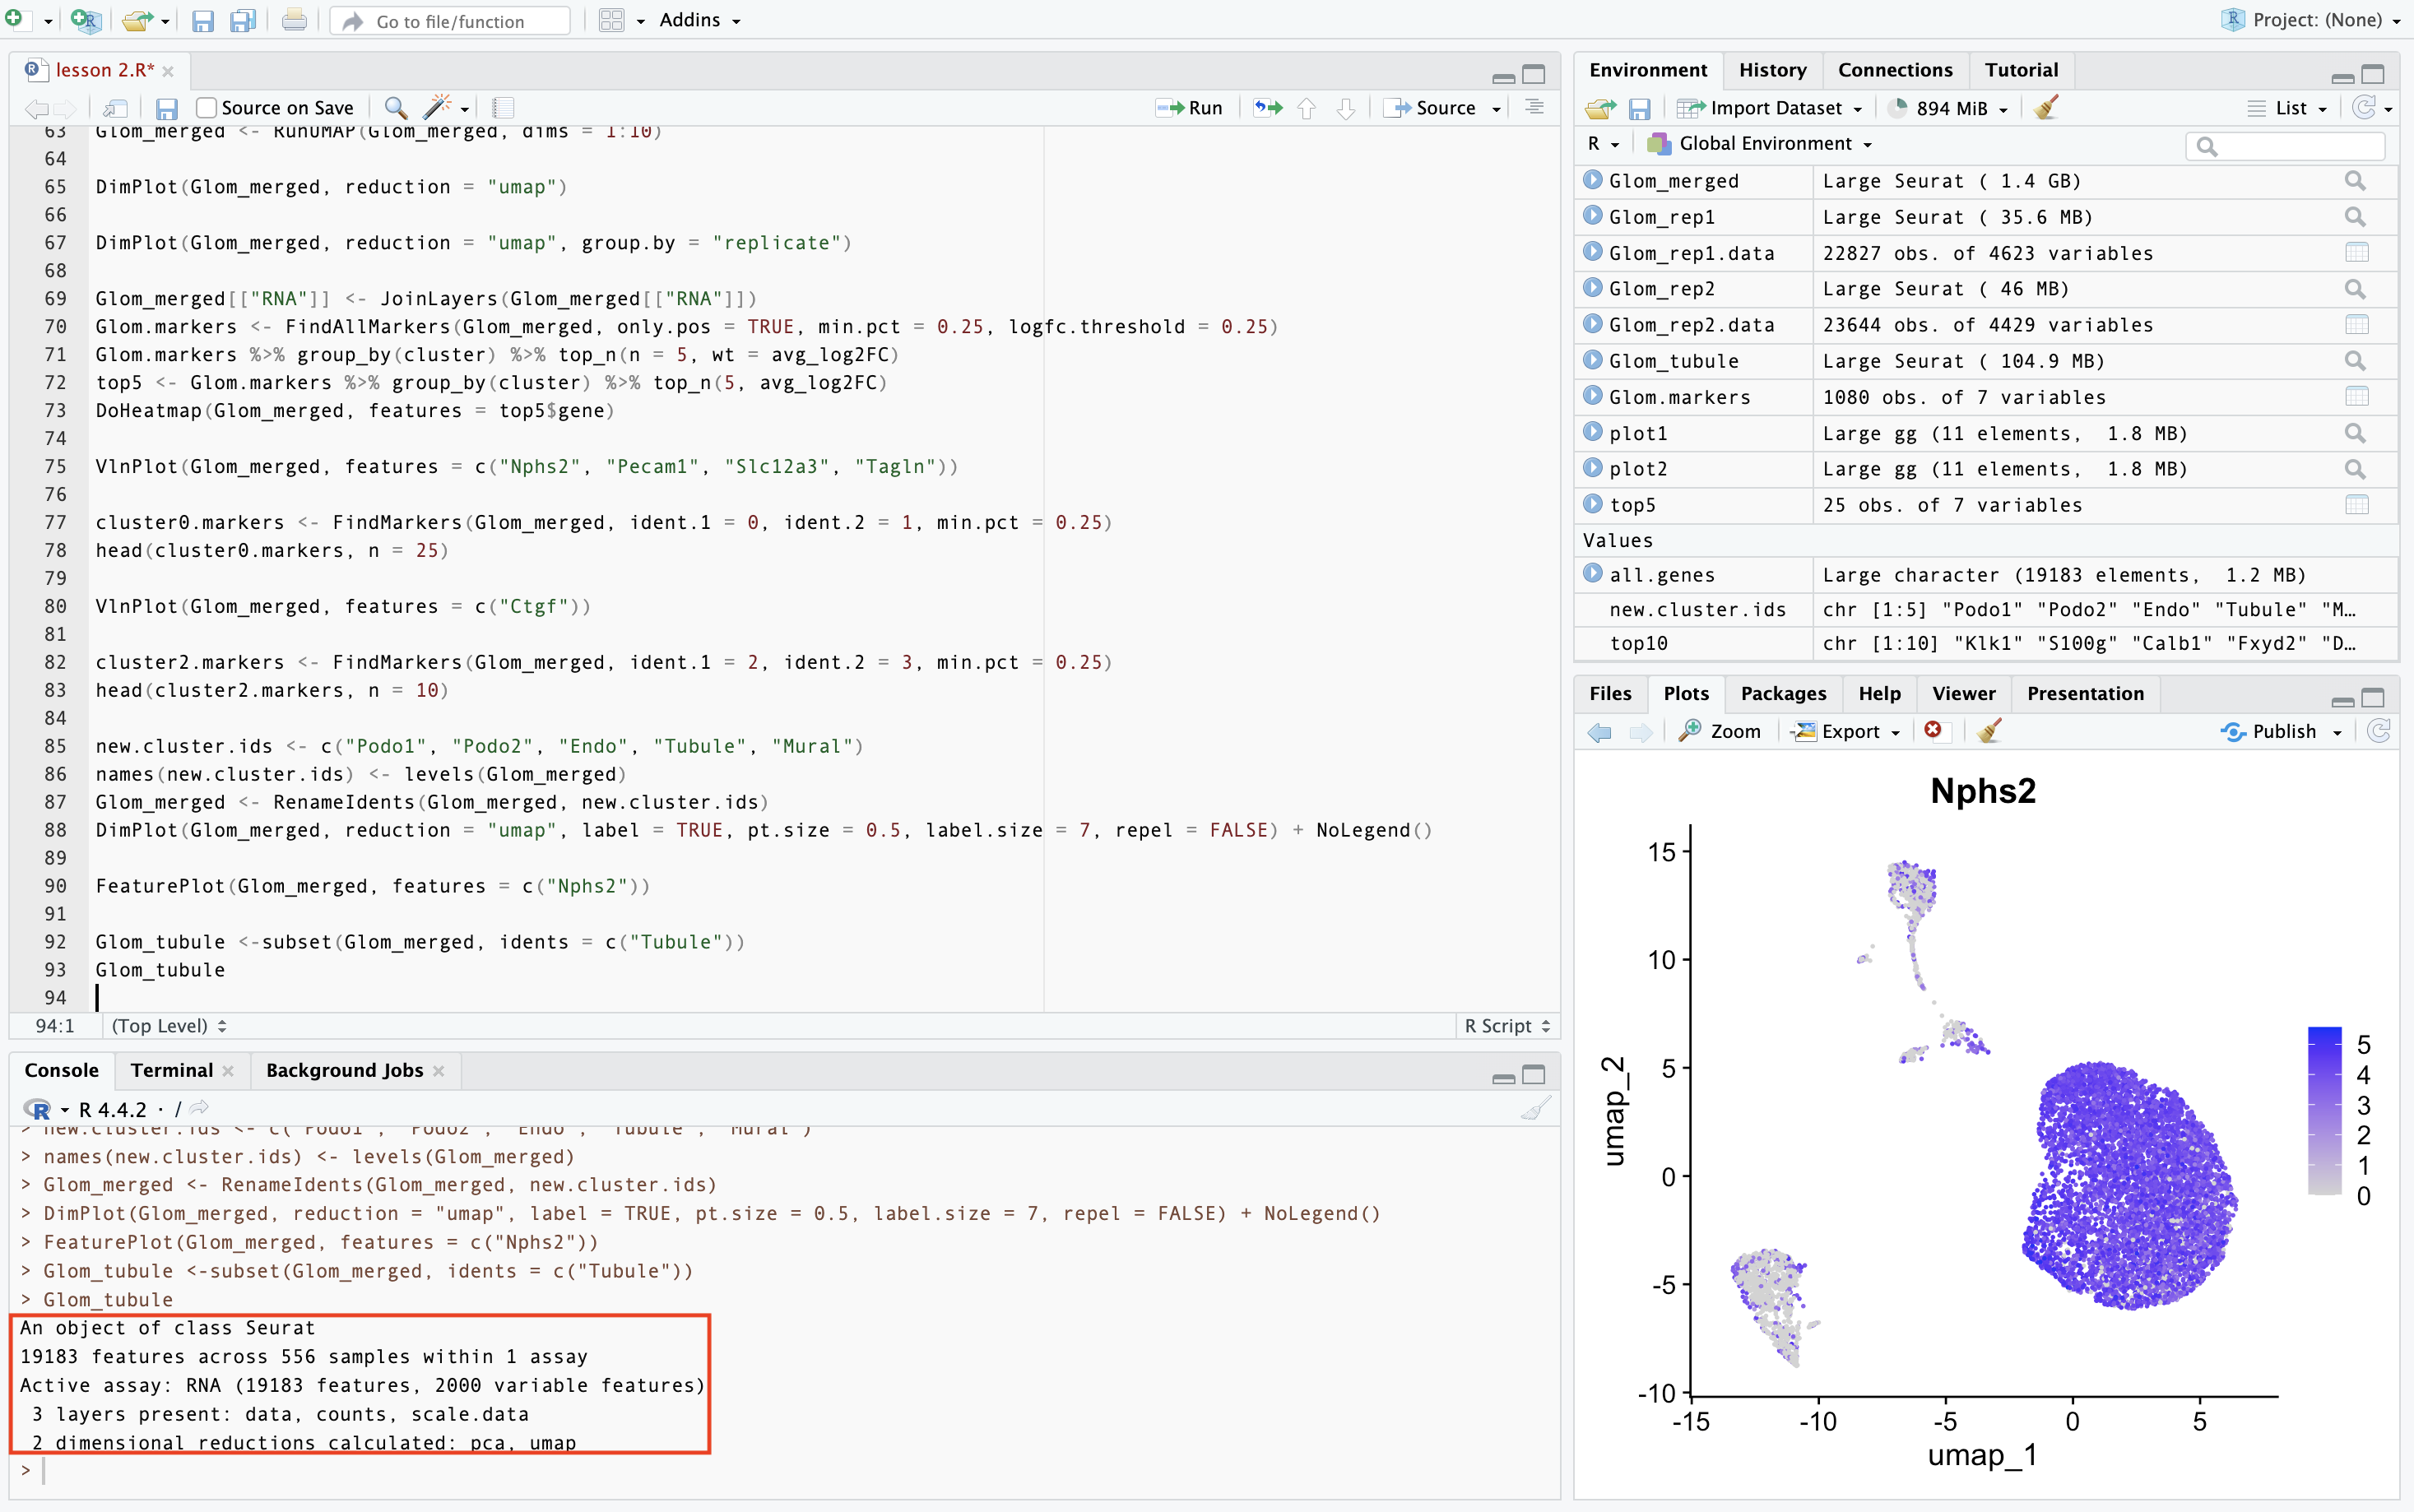 Go to file/function
Addins
Project: (None)
lesson 2.R*
Source on Save
Run
Source
63 Glom_merged <- RunUMAP(Glom_merged, dims = 1:10)
64
65 DimPlot(Glom_merged, reduction = "umap")
66
67 DimPlot(Glom_merged, reduction = "umap", group.by = "replicate")
68
69 Glom_merged[["RNA"]] <- JoinLayers(Glom_merged[["RNA"]])
70 Glom.markers <- FindAllMarkers(Glom_merged, only.pos = TRUE, min.pct = 0.25, logfc.threshold = 0.25)
71 Glom.markers %>% group_by(cluster) %>% top_n(n = 5, wt = avg_log2FC)
72 top5 <- Glom.markers %>% group_by(cluster) %>% top_n(5, avg_log2FC)
73 DoHeatmap(Glom_merged, features = top5$gene)
74
75 VlnPlot(Glom_merged, features = c("Nphs2", "Pecam1", "Slc12a3", "Tagln"))
76
77 cluster0.markers <- FindMarkers(Glom_merged, ident.1 = 0, ident.2 = 1, min.pct = 0.25)
78 head(cluster0.markers, n = 25)
79
80 VlnPlot(Glom_merged, features = c("Ctgf"))
81
82 cluster2.markers <- FindMarkers(Glom_merged, ident.1 = 2, ident.2 = 3, min.pct = 0.25)
83 head(cluster2.markers, n = 10)
84
85 new.cluster.ids <- c("Podo1", "Podo2", "Endo", "Tubule", "Mural")
86 names(new.cluster.ids) <- levels(Glom_merged)
87 Glom_merged <- RenameIdents(Glom_merged, new.cluster.ids)
88 DimPlot(Glom_merged, reduction = "umap", label = TRUE, pt.size = 0.5, label.size = 7, repel = FALSE) + NoLegend()
89
90 FeaturePlot(Glom_merged, features = c("Nphs2"))
91
92 Glom_tubule <-subset(Glom_merged, idents = c("Tubule"))
93 Glom_tubule
94
94:1 (Top Level) R Script
Console Terminal Background Jobs
R 4.4.2 · /
> new.cluster.ids <- c("Podo1", "Podo2", "Endo", "Tubule", "Mural")
> names(new.cluster.ids) <- levels(Glom_merged)
> Glom_merged <- RenameIdents(Glom_merged, new.cluster.ids)
> DimPlot(Glom_merged, reduction = "umap", label = TRUE, pt.size = 0.5, label.size = 7, repel = FALSE) + NoLegend()
> FeaturePlot(Glom_merged, features = c("Nphs2"))
> Glom_tubule <-subset(Glom_merged, idents = c("Tubule"))
> Glom_tubule
An object of class Seurat
19183 features across 556 samples within 1 assay
Active assay: RNA (19183 features, 2000 variable features)
3 layers present: data, counts, scale.data
2 dimensional reductions calculated: pca, umap
>
Environment History Connections Tutorial
Import Dataset 894 MiB List
R Global Environment
Glom_merged Large Seurat ( 1.4 GB)
Glom_rep1 Large Seurat ( 35.6 MB)
Glom_rep1.data 22827 obs. of 4623 variables
Glom_rep2 Large Seurat ( 46 MB)
Glom_rep2.data 23644 obs. of 4429 variables
Glom_tubule Large Seurat ( 104.9 MB)
Glom.markers 1080 obs. of 7 variables
plot1 Large gg (11 elements, 1.8 MB)
plot2 Large gg (11 elements, 1.8 MB)
top5 25 obs. of 7 variables
Values
all.genes Large character (19183 elements, 1.2 MB)
new.cluster.ids chr [1:5] "Podo1" "Podo2" "Endo" "Tubule" "M…
top10 chr [1:10] "Klk1" "S100g" "Calb1" "Fxyd2" "D…
Files Plots Packages Help Viewer Presentation
Zoom Export Publish
Nphs2
15
10
5
0
-5
-10
umap_2
-15 -10 -5 0 5
umap_1
5
4
3
2
1
0